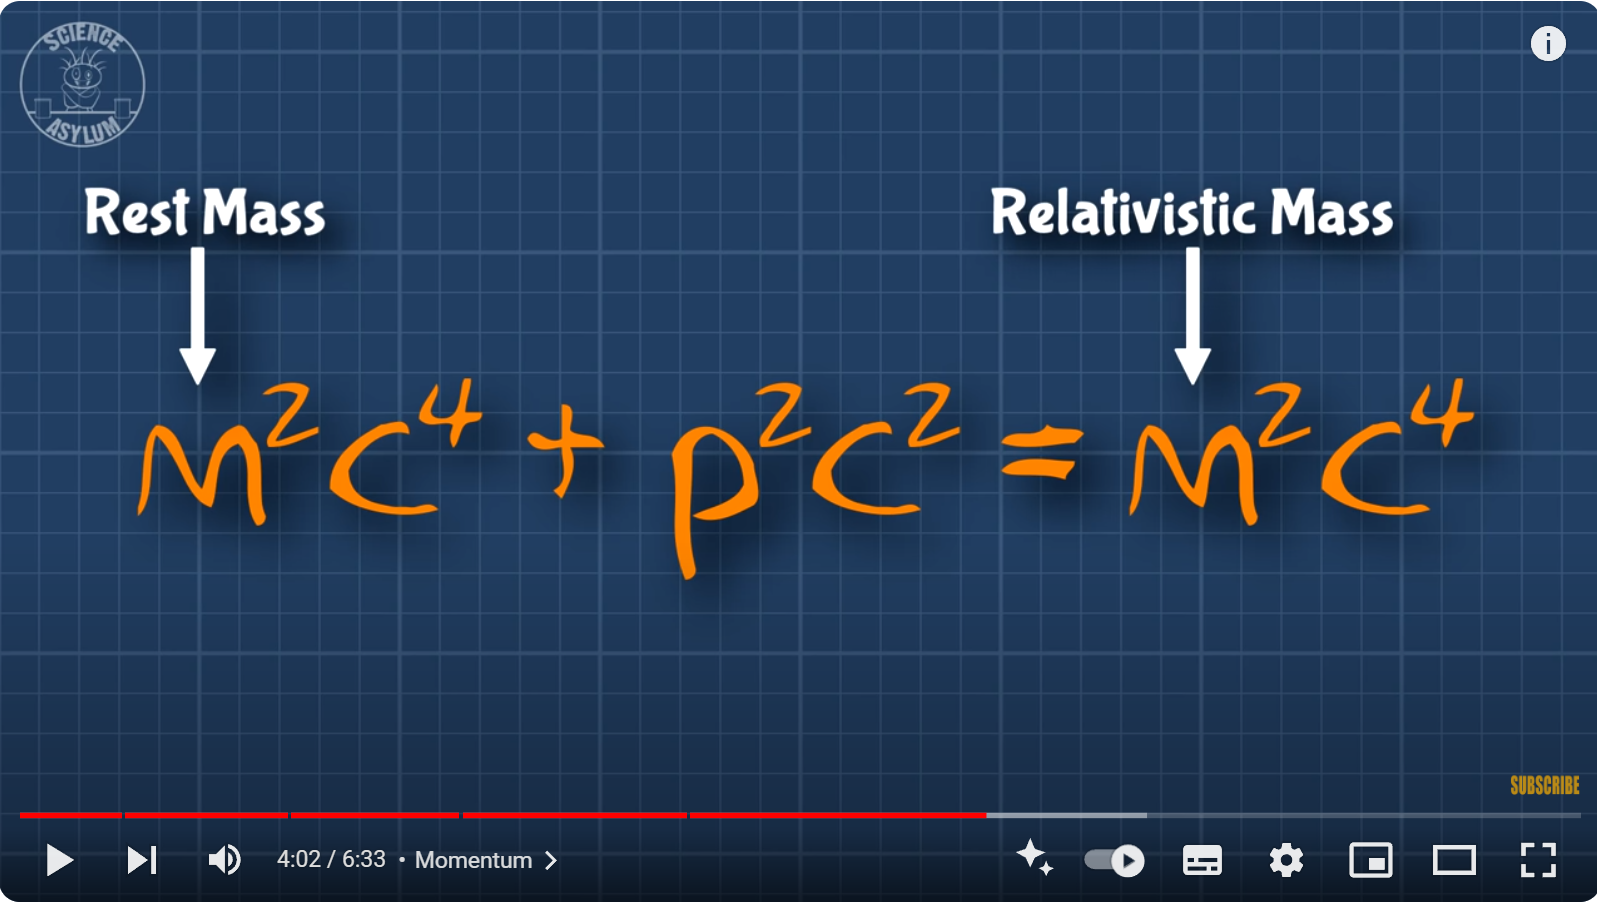 SCIENCE
ASYLUM
i
Rest Mass
Relativistic Mass
m²c⁴ + p²c² = m²c⁴
SUBSCRIBE
4:02 / 6:33 • Momentum >